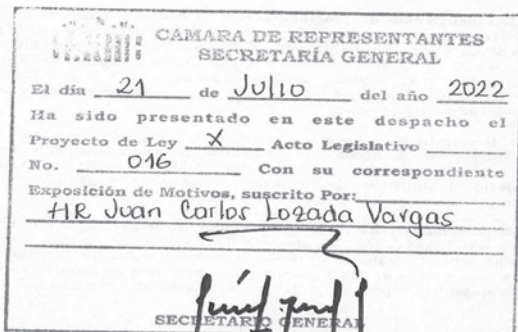 CAMARA DE REPRESENTANTES
SECRETARÍA GENERAL
El día 21 de Julio del año 2022
Ha sido presentado en este despacho el
Proyecto de Ley X Acto Legislativo
No. 016 Con su correspondiente
Exposición de Motivos, suscrito Por:
HR Juan Carlos Lozada Vargas
SECRETARIO GENERAL